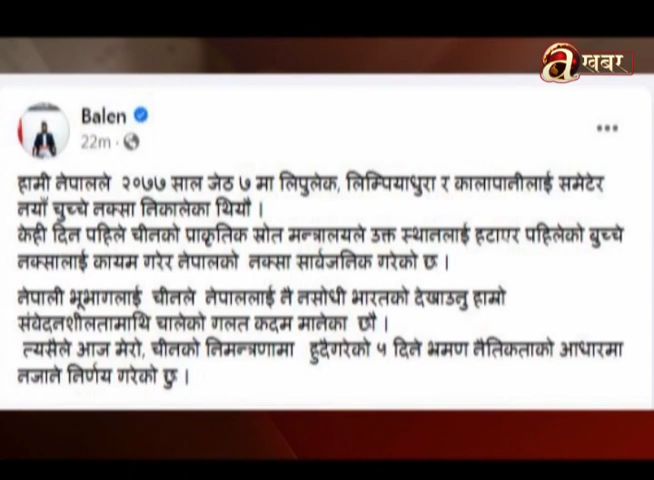 a खबर
Balen
22m
हामी नेपालले २०७७ साल जेठ ७ मा लिपुलेक, लिम्पियाधुरा र कालापानीलाई समेटेर
नयाँ चुच्चे नक्सा निकालेका थियौ ।
केही दिन पहिले चीनको प्राकृतिक स्रोत मन्त्रालयले उक्त स्थानलाई हटाएर पहिलेको बुच्चे
नक्सालाई कायम गरेर नेपालको नक्सा सार्वजनिक गरेको छ ।
नेपाली भूभागलाई चीनले नेपाललाई नै नसोधी भारतको देखाउनु हाम्रो
संवेदनशीलतामाथि चालेको गलत कदम मानेका छौ ।
त्यसैले आज मेरो, चीनको निमन्त्रणामा हुदैगरेको ५ दिने भ्रमण नैतिकताको आधारमा
नजाने निर्णय गरेको छु ।